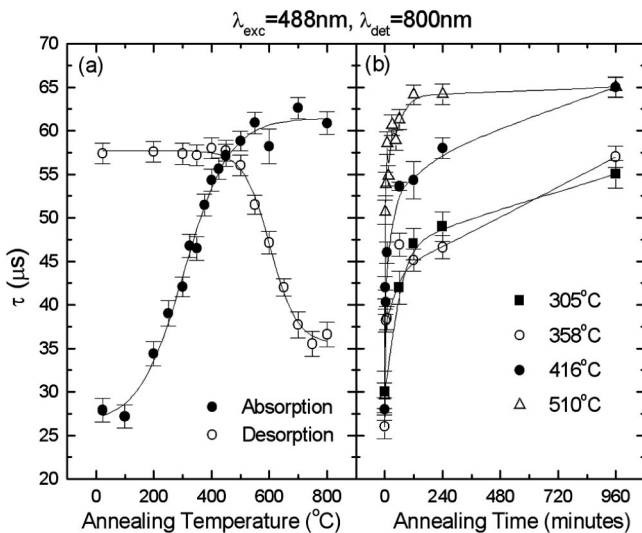 λexc=488nm, λdet=800nm
(a)
(b)
τ (μs)
70
65
60
55
50
45
40
35
30
25
20
Absorption
Desorption
305°C
358°C
416°C
510°C
0 200 400 600 800
0 240 480 720 960
Annealing Temperature (°C)
Annealing Time (minutes)